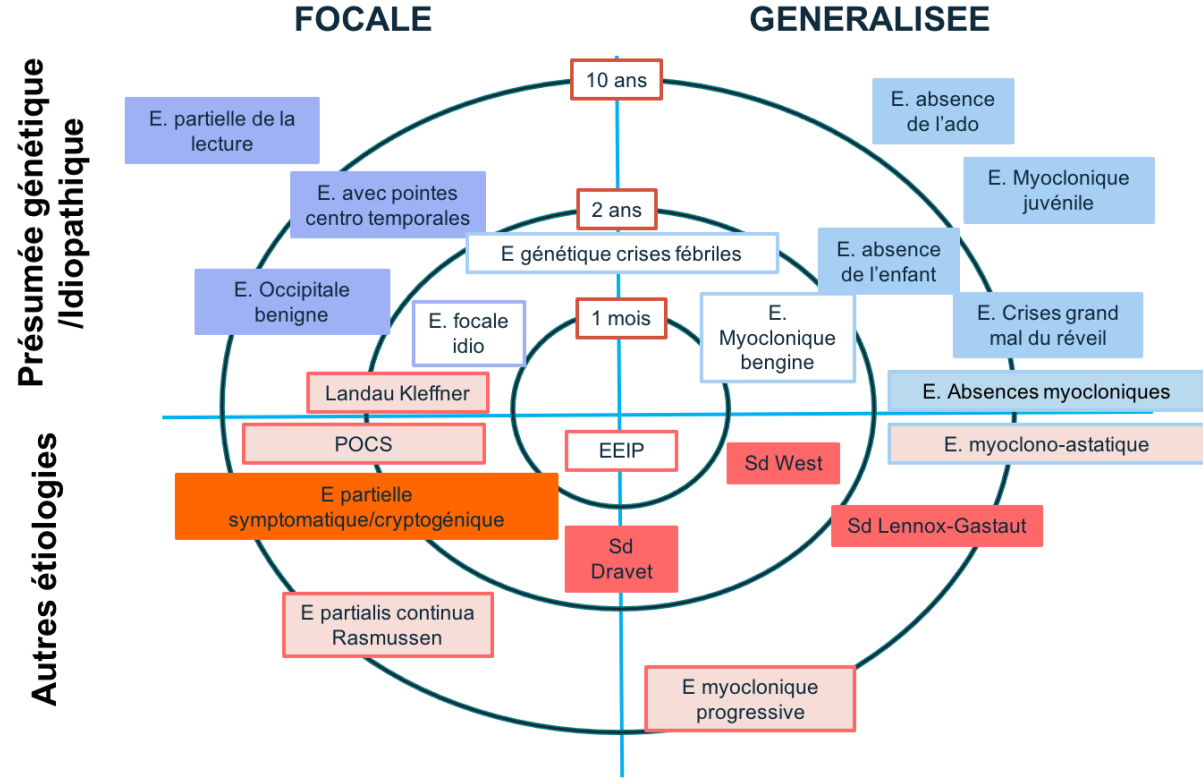 FOCALE
GENERALISEE
Présumée génétique
/Idiopathique
Autres étiologies
10 ans
2 ans
1 mois
E. partielle de la
lecture
E. avec pointes
centro temporales
E. Occipitale
benigne
E. focale
idio
E génétique crises fébriles
E. absence
de l'ado
E. Myoclonique
juvénile
E. absence
de l'enfant
E. Crises grand
mal du réveil
E.
Myoclonique
bengine
E. Absences myocloniques
Landau Kleffner
POCS
E partielle
symptomatique/cryptogénique
E partialis continua
Rasmussen
EEIP
Sd
Dravet
Sd West
E. myoclono-astatique
Sd Lennox-Gastaut
E myoclonique
progressive